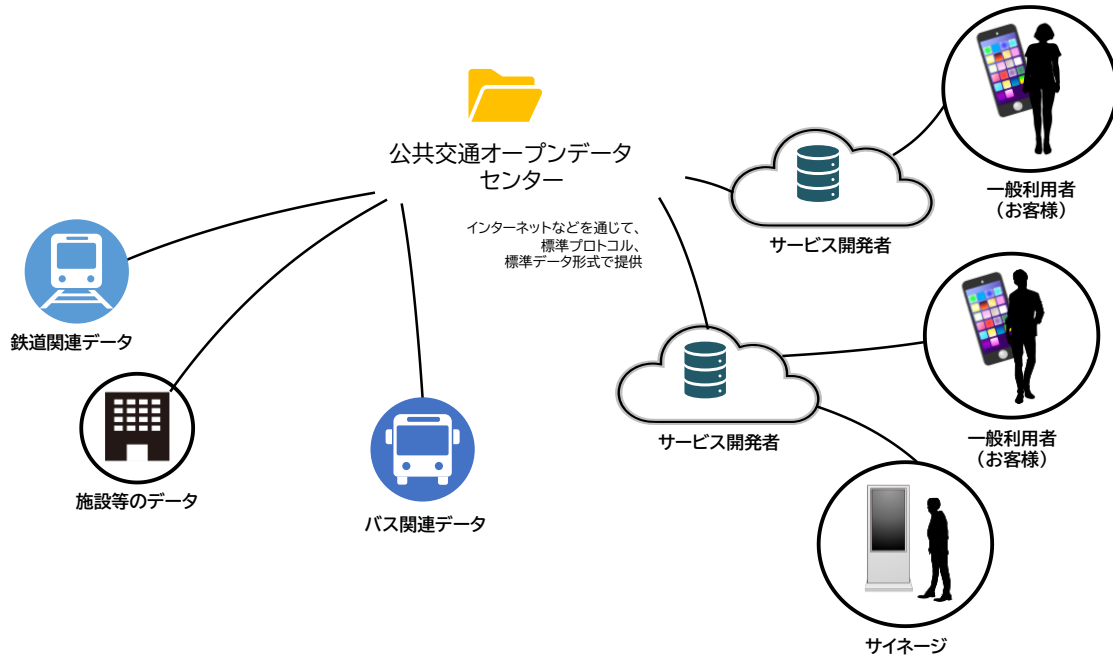 公共交通オープンデータ
センター
インターネットなどを通じて、
標準プロトコル、
標準データ形式で提供
鉄道関連データ
施設等のデータ
バス関連データ
サービス開発者
一般利用者
（お客様）
サービス開発者
一般利用者
（お客様）
サイネージ